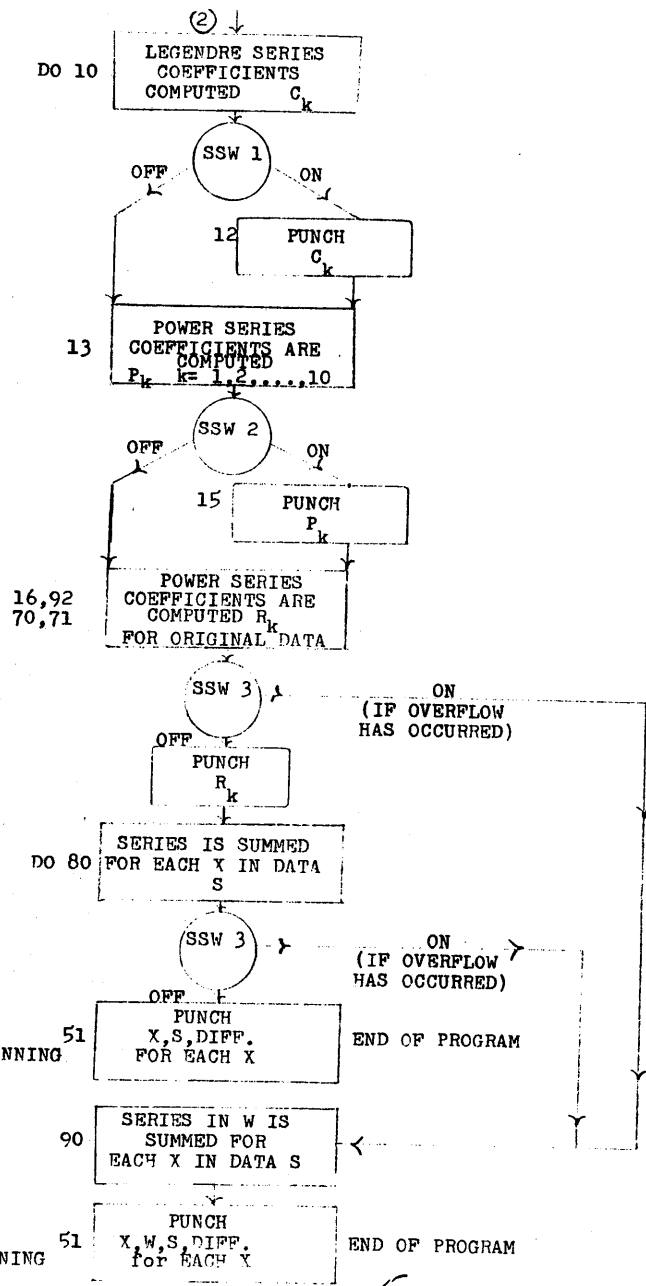 2
LEGENDRE SERIES
DO 10
COEFFICIENTS
COMPUTED C_k
SSW 1
OFF
ON
12
PUNCH
C_k
POWER SERIES
13
COEFFICIENTS ARE
COMPUTED
P_k k= 1,2,...,10
SSW 2
OFF
ON
15
PUNCH
P_k
POWER SERIES
16,92
COEFFICIENTS ARE
70,71
COMPUTED R_k
FOR ORIGINAL DATA
SSW 3
ON
(IF OVERFLOW
HAS OCCURRED)
OFF
PUNCH
R_k
SERIES IS SUMMED
DO 80
FOR EACH X IN DATA
S
SSW 3
ON
(IF OVERFLOW
HAS OCCURRED)
OFF
PUNCH
51
X,S,DIFF.
END OF PROGRAM
NNING
FOR EACH X
SERIES IN W IS
90
SUMMED FOR
EACH X IN DATA S
PUNCH
51
X,W,S,DIFF.
END OF PROGRAM
NING
for EACH X